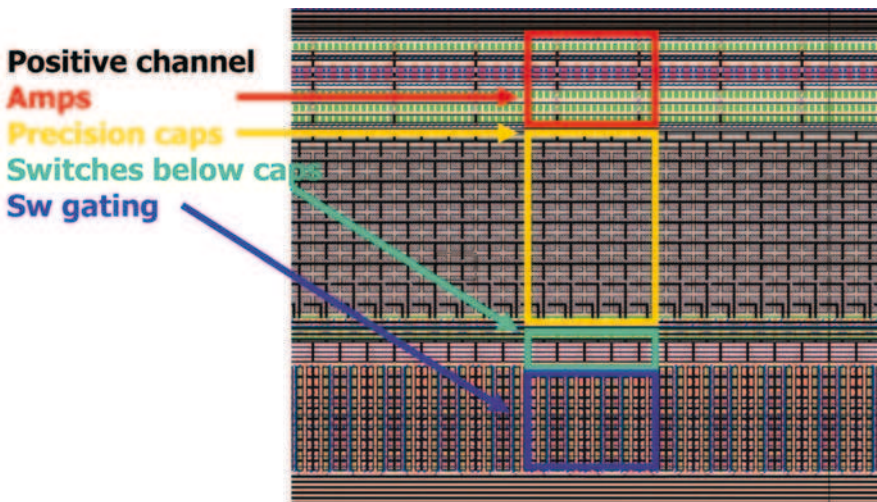 Positive channel
Amps
Precision caps
Switches below caps
Sw gating